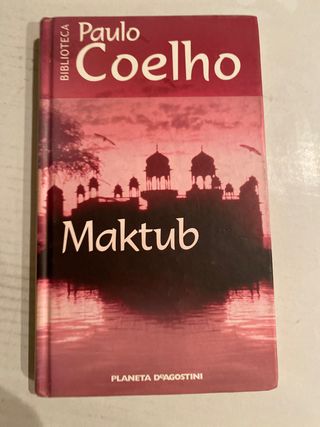 BIBLIOTECA
Paulo
Coelho
Maktub
PLANETA DEAGOSTINI